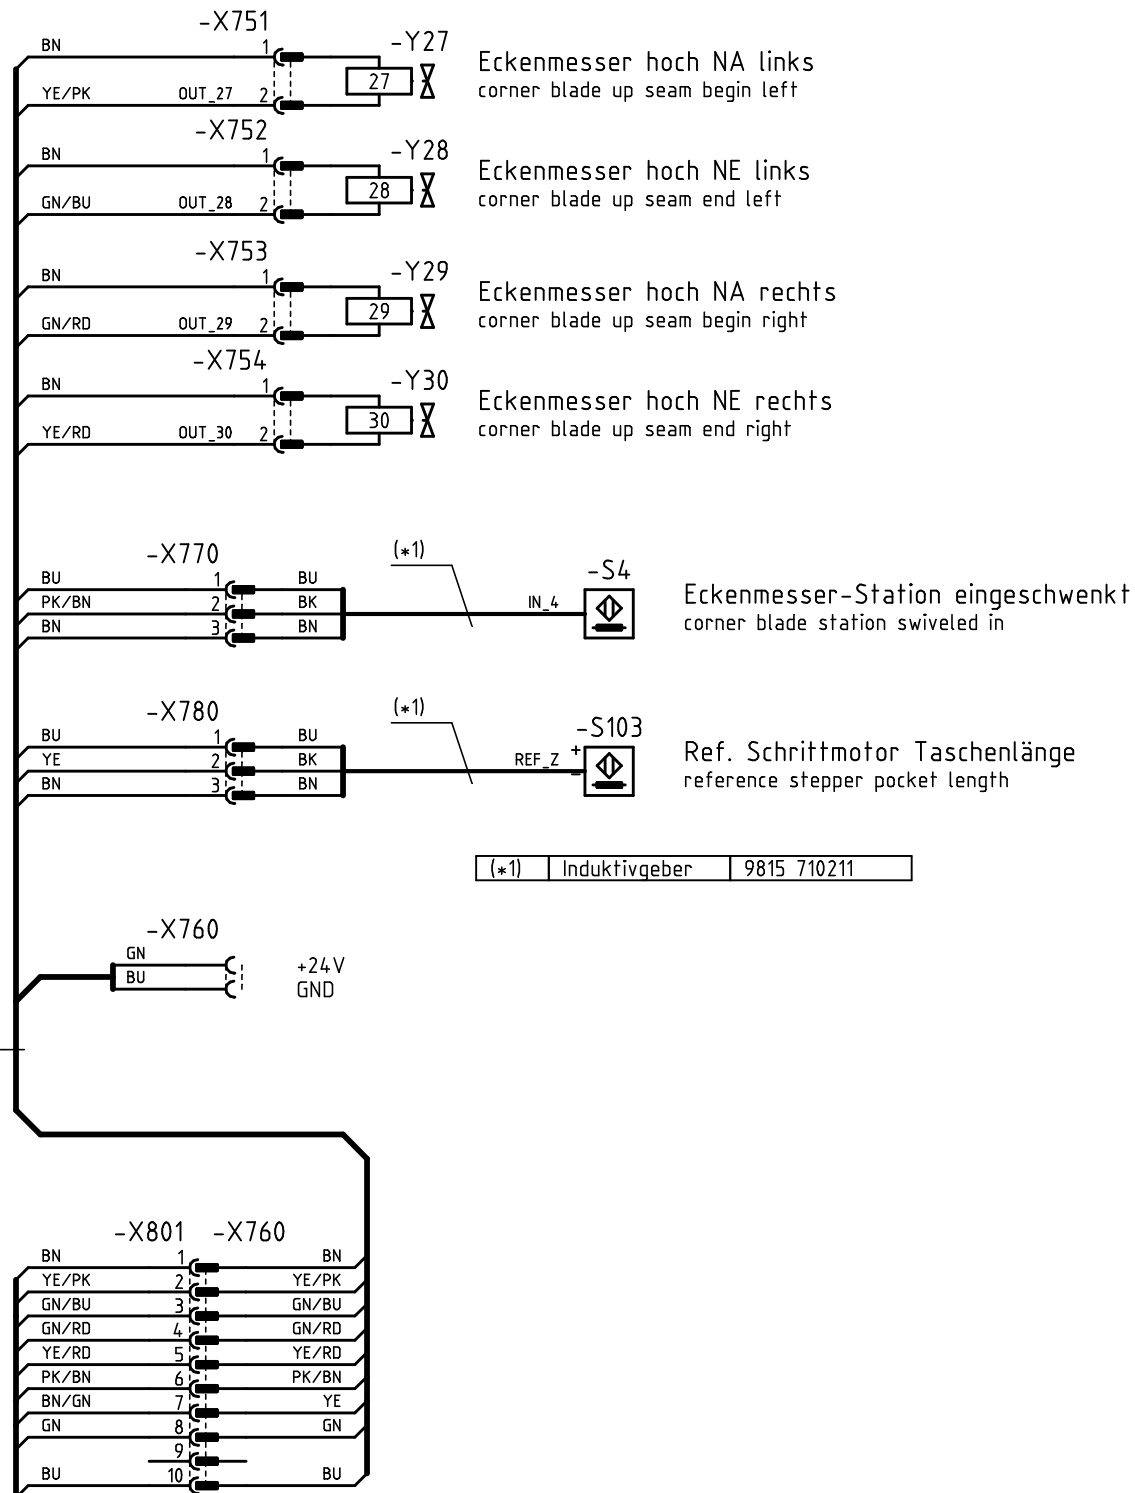 -X751
BN 1 -Y27
27 Eckenmesser hoch NA links
YE/PK OUT_27 2 corner blade up seam begin left
-X752
BN 1 -Y28
28 Eckenmesser hoch NE links
GN/BU OUT_28 2 corner blade up seam end left
-X753
BN 1 -Y29
29 Eckenmesser hoch NA rechts
GN/RD OUT_29 2 corner blade up seam begin right
-X754
BN 1 -Y30
30 Eckenmesser hoch NE rechts
YE/RD OUT_30 2 corner blade up seam end right
-X770 (*1) -S4
BU 1 BU
PK/BN 2 BK IN_4 Eckenmesser-Station eingeschwenkt
BN 3 BN corner blade station swiveled in
-X780 (*1) -S103
BU 1 BU +
YE 2 BK REF_Z Ref. Schrittmotor Taschenlänge
BN 3 BN - reference stepper pocket length
(*1) Induktivgeber 9815 710211
-X760
GN +24V
BU GND
-X801 -X760
BN 1 BN
YE/PK 2 YE/PK
GN/BU 3 GN/BU
GN/RD 4 GN/RD
YE/RD 5 YE/RD
PK/BN 6 PK/BN
BN/GN 7 YE
GN 8 GN
9
BU 10 BU